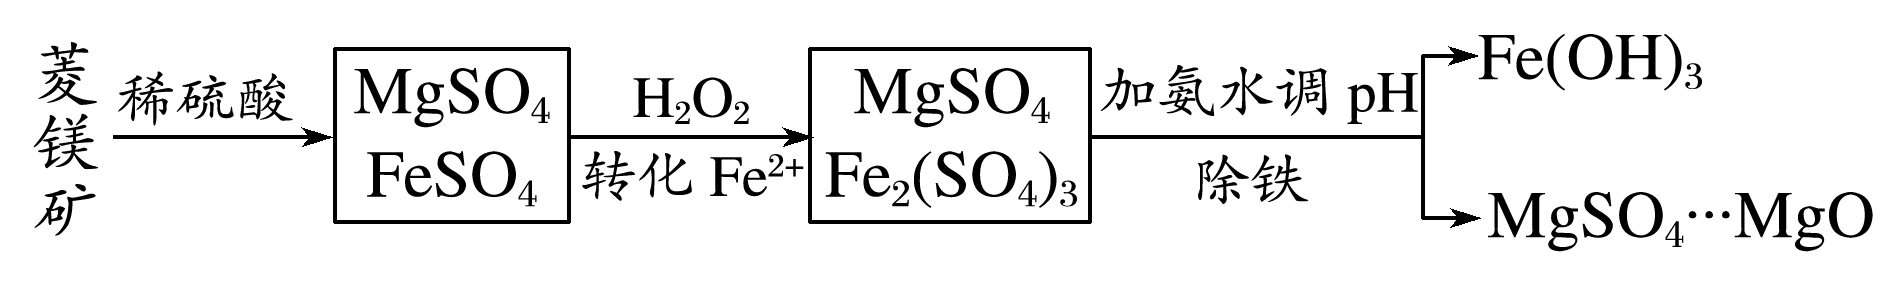 菱镁矿
稀硫酸
MgSO₄
FeSO₄
H₂O₂
转化 Fe²⁺
MgSO₄
Fe₂(SO₄)₃
加氨水调 pH
除铁
Fe(OH)₃
MgSO₄···MgO